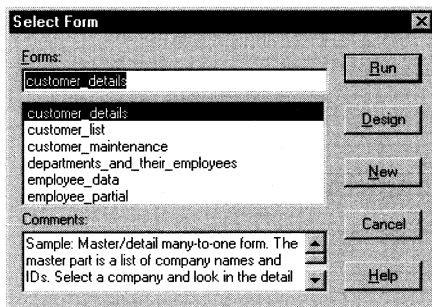 Select Form
Forms:
customer_details
Run
customer_details
customer_list
customer_maintenance
departments_and_their_employees
employee_data
employee_partial
Design
New
Comments:
Cancel
Sample: Master/detail many-to-one form. The
master part is a list of company names and
IDs. Select a company and look in the detail
Help